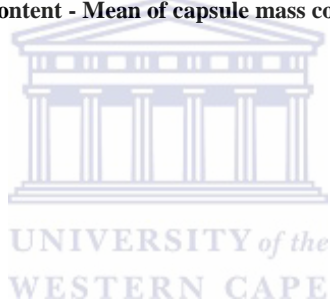 ontent - Mean of capsule mass co
UNIVERSITY of the
WESTERN CAPE